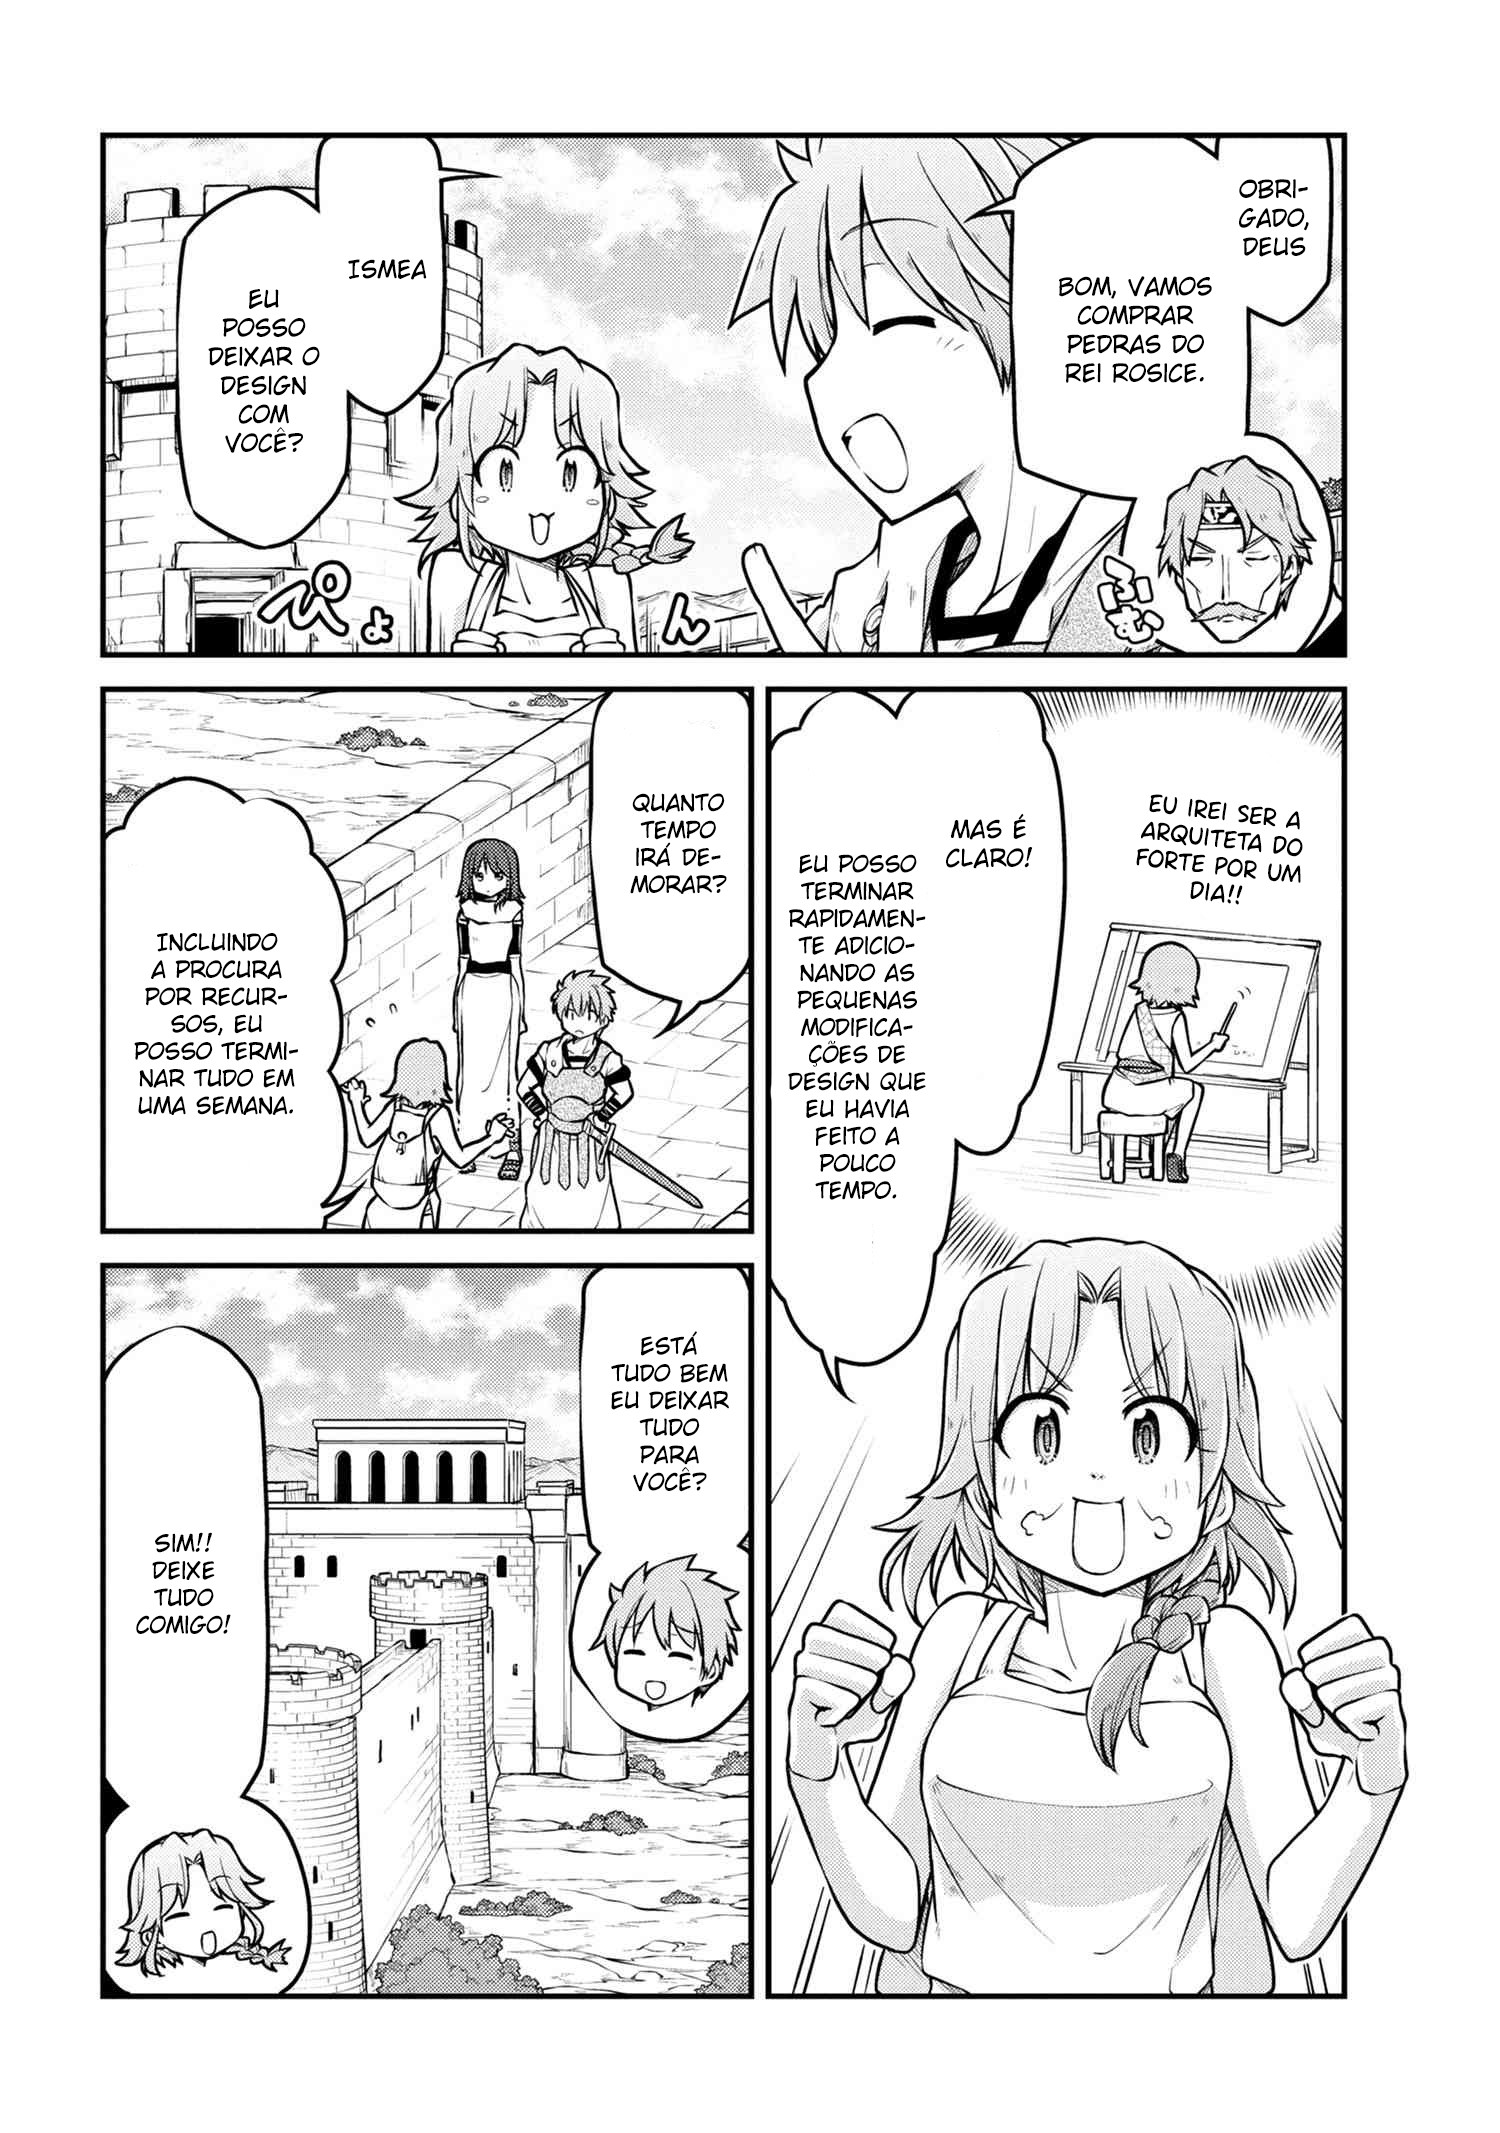 OBRI-
GADO,
DEUS
BOM, VAMOS
COMPRAR
PEDRAS DO
REI ROSICE.
ふむ
ISMEA
EU
POSSO
DEIXAR O
DESIGN
COM
VOCÊ?
ぴょん
EU IREI SER A
ARQUITETA DO
FORTE POR UM
DIA!!
MAS É
CLARO!
EU POSSO
TERMINAR
RAPIDAMEN-
TE ADICIO-
NANDO AS
PEQUENAS
MODIFICA-
ÇÕES DE
DESIGN QUE
EU HAVIA
FEITO A
POUCO
TEMPO.
QUANTO
TEMPO
IRÁ DE-
MORAR?
INCLUINDO
A PROCURA
POR RECUR-
SOS, EU
POSSO TERMI-
NAR TUDO EM
UMA SEMANA.
ESTÁ
TUDO BEM
EU DEIXAR
TUDO
PARA
VOCÊ?
SIM!!
DEIXE
TUDO
COMIGO!